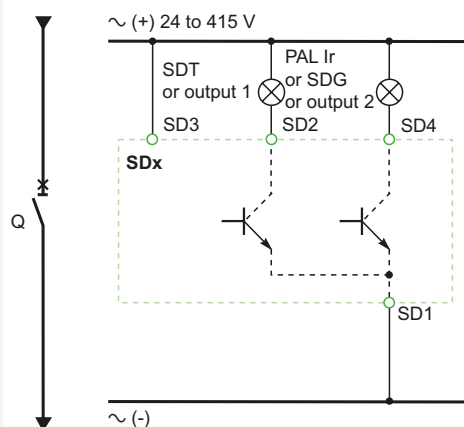 ∼ (+) 24 to 415 V
SDT
or output 1
PAL Ir
or SDG
or output 2
SD3
SD2
SD4
SDx
Q
SD1
∼ (-)